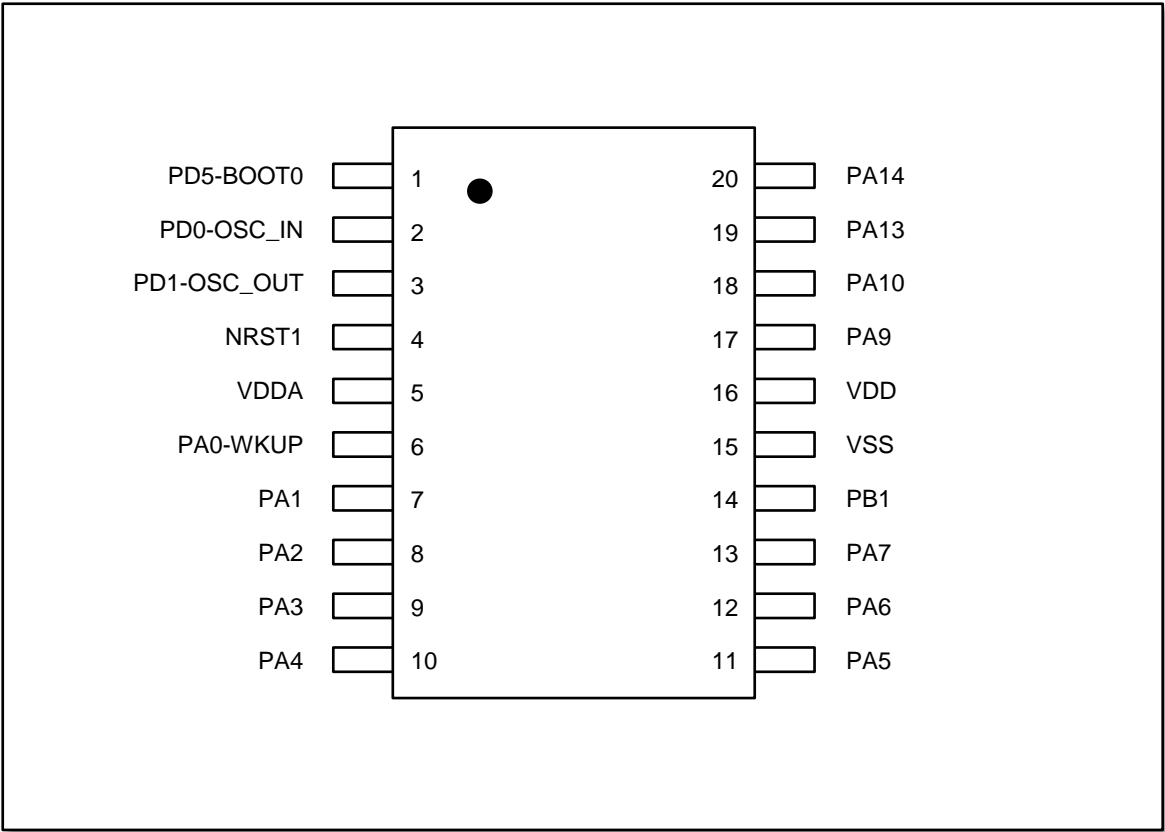 PD5-BOOT0 1 20 PA14
PD0-OSC_IN 2 19 PA13
PD1-OSC_OUT 3 18 PA10
NRST1 4 17 PA9
VDDA 5 16 VDD
PA0-WKUP 6 15 VSS
PA1 7 14 PB1
PA2 8 13 PA7
PA3 9 12 PA6
PA4 10 11 PA5